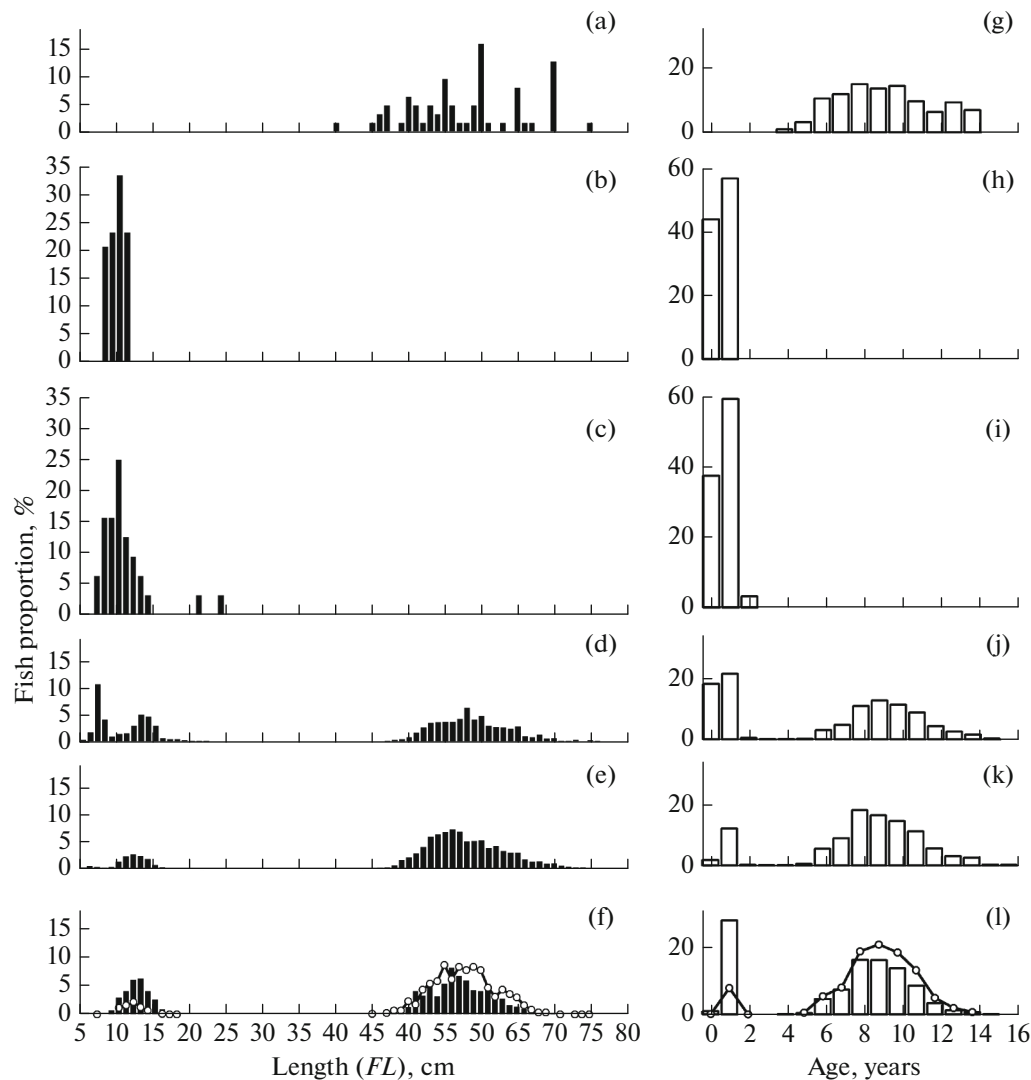 (a)
15
10
5
0
(g)
20
0
(b)
35
30
25
20
15
10
5
0
(h)
60
40
20
0
(c)
35
30
25
20
15
10
5
0
(i)
60
40
20
0
Fish proportion, %
(d)
15
10
5
0
(j)
20
0
(e)
15
10
5
0
(k)
20
0
(f)
15
10
5
0
(l)
20
0
5 10 15 20 25 30 35 40 45 50 55 60 65 70 75 80
Length (FL), cm
0 2 4 6 8 10 12 14 16
Age, years